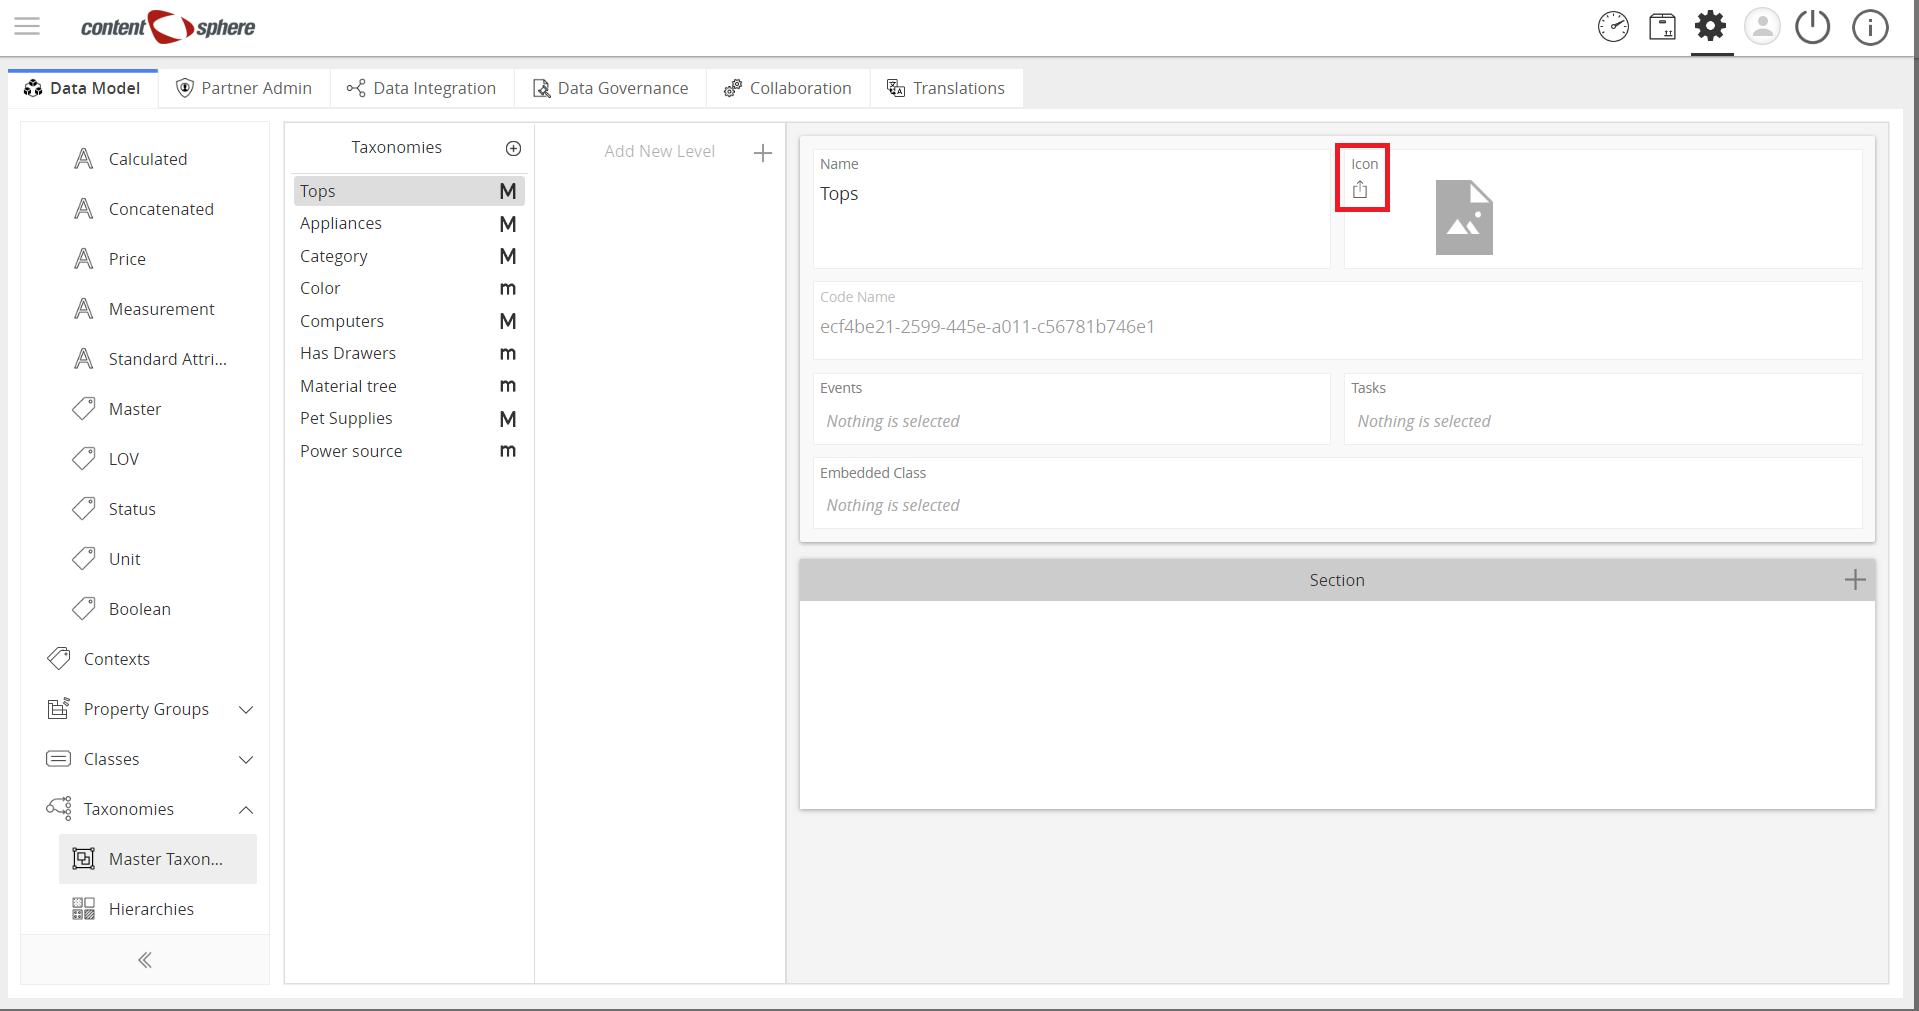 content sphere
Data Model
Partner Admin
Data Integration
Data Governance
Collaboration
Translations
Calculated
Concatenated
Price
Measurement
Standard Attri...
Master
LOV
Status
Unit
Boolean
Contexts
Property Groups
Classes
Taxonomies
Master Taxon...
Hierarchies
Taxonomies
Tops M
Appliances M
Category M
Color m
Computers M
Has Drawers m
Material tree m
Pet Supplies M
Power source m
Add New Level
Name
Tops
Icon
Code Name
ecf4be21-2599-445e-a011-c56781b746e1
Events
Nothing is selected
Tasks
Nothing is selected
Embedded Class
Nothing is selected
Section